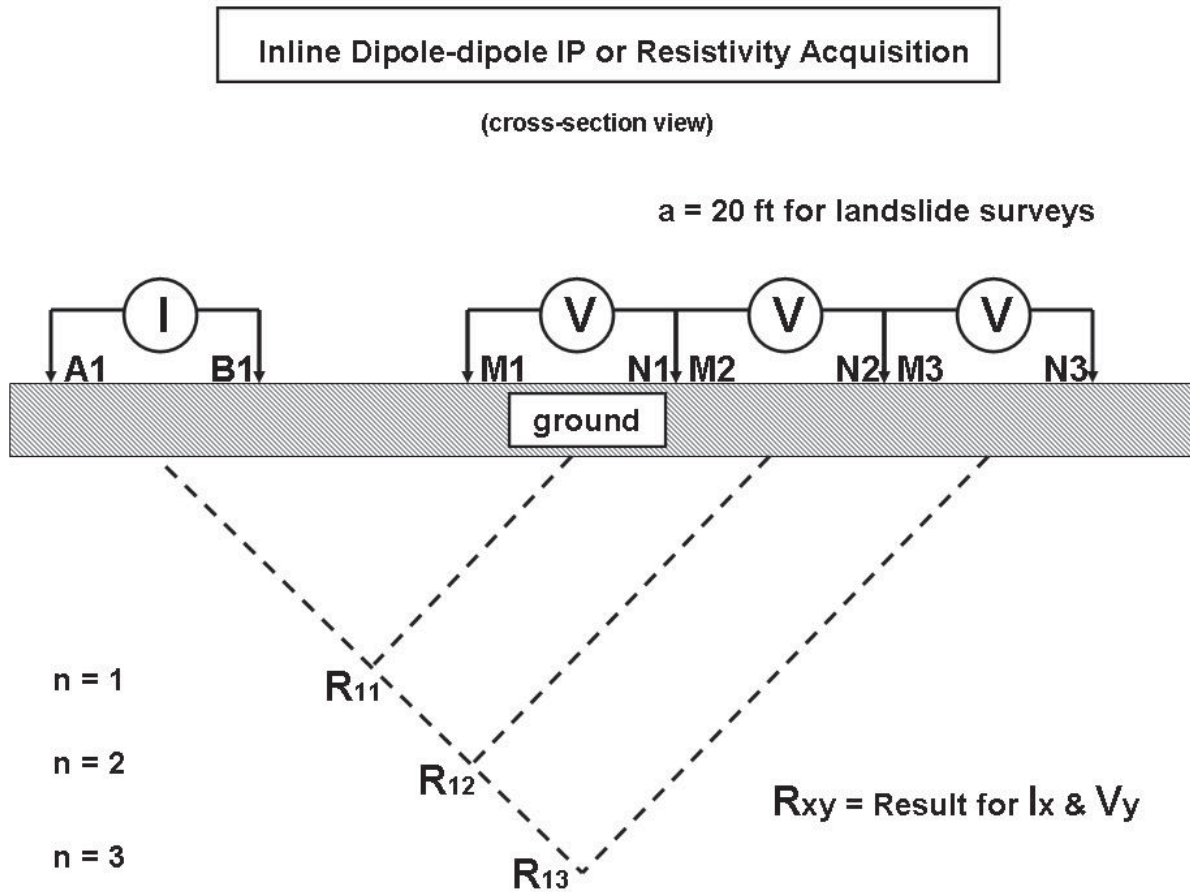 Inline Dipole-dipole IP or Resistivity Acquisition
(cross-section view)
a = 20 ft for landslide surveys
I V V V
A1 B1 M1 N1 M2 N2 M3 N3
ground
n = 1 R11
n = 2 R12
Rxy = Result for Ix & Vy
n = 3 R13